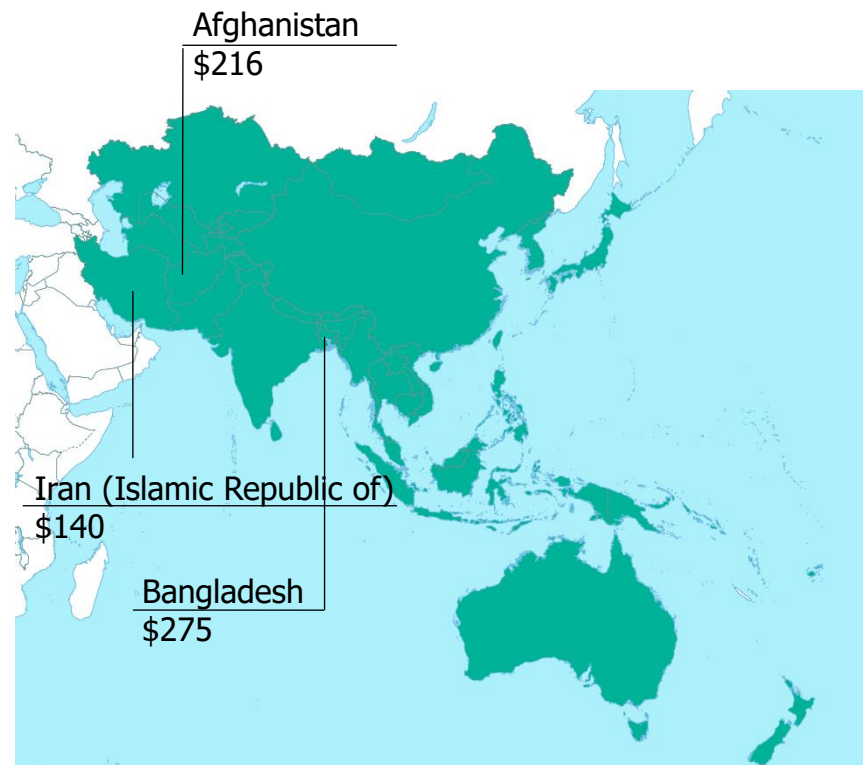 Afghanistan
$216
Iran (Islamic Republic of)
$140
Bangladesh
$275